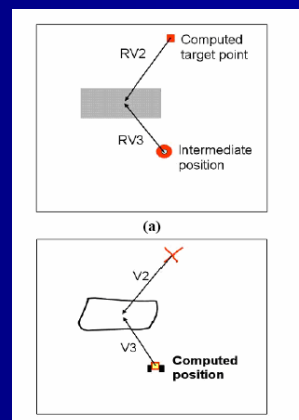 RV2
Computed
target point
RV3
Intermediate
position
(a)
V2
V3
Computed
position